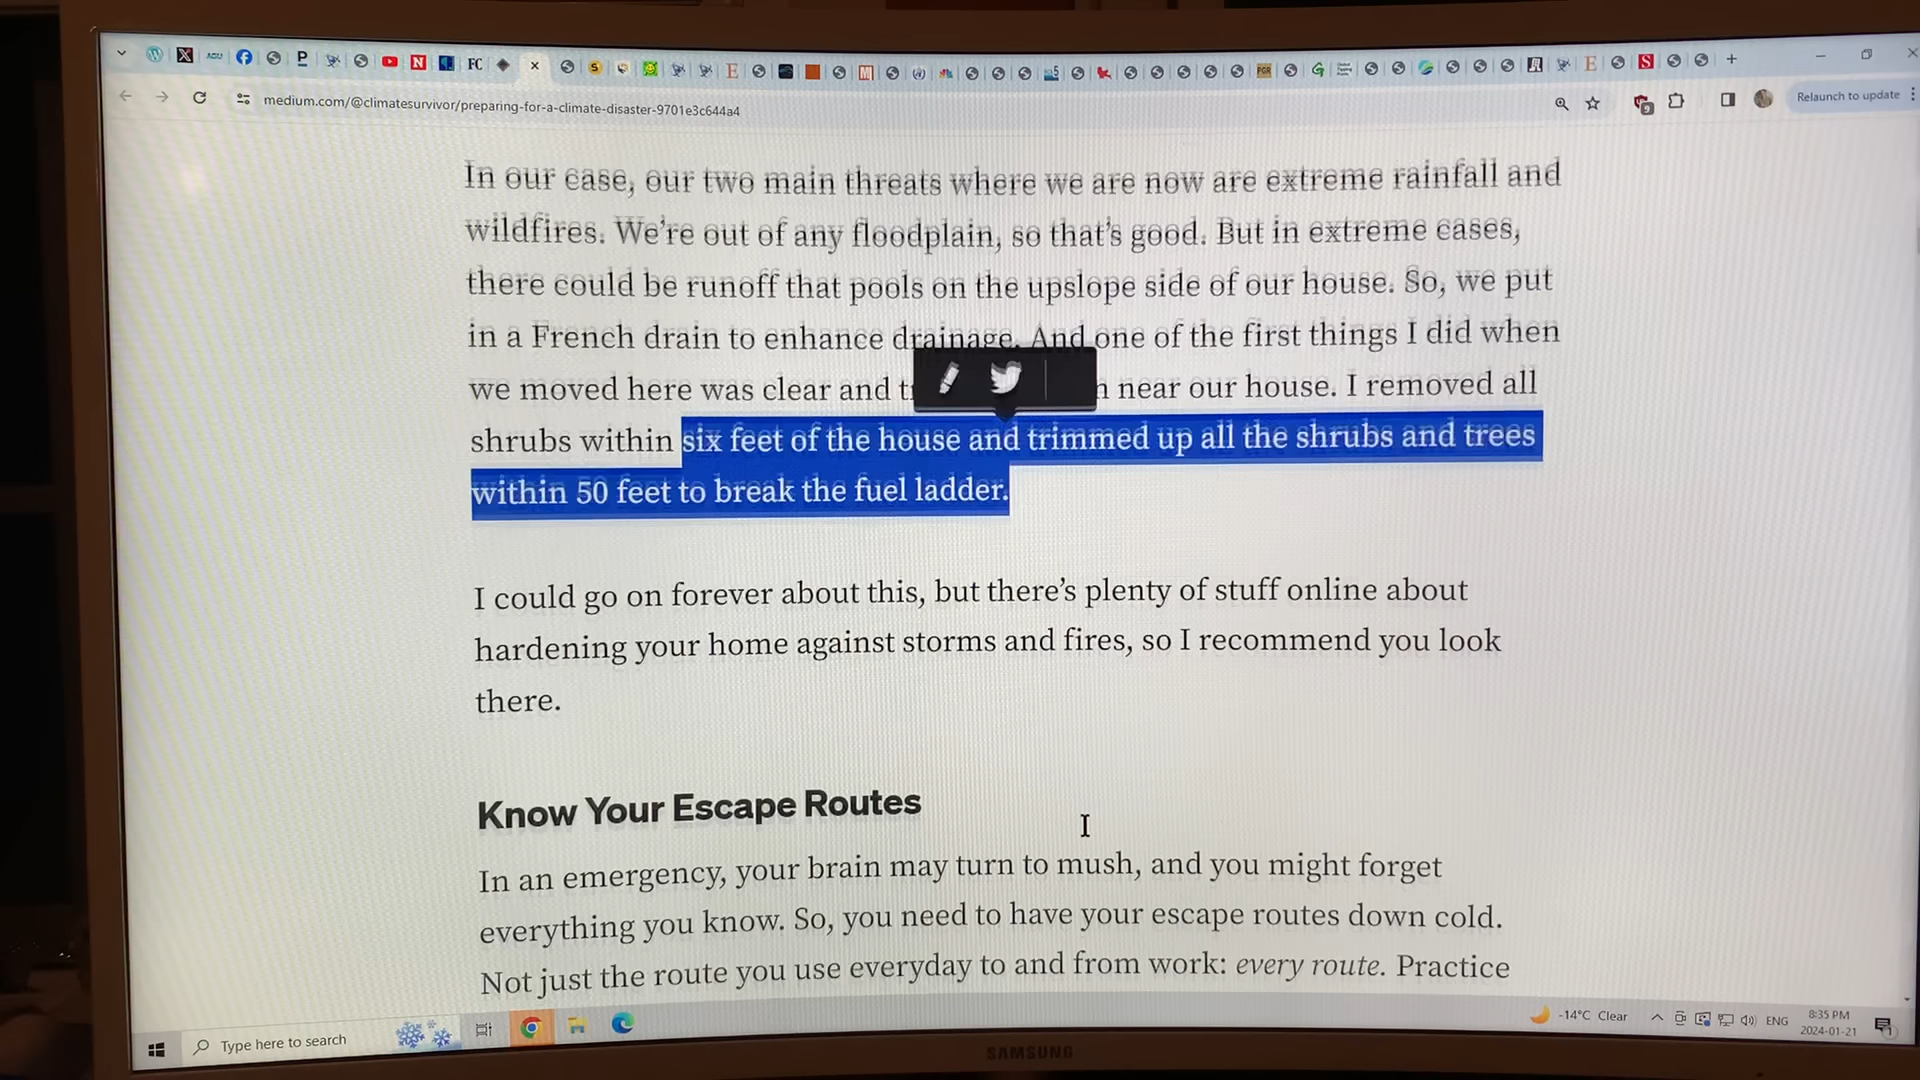 FC
medium.com/@climatesurvivor/preparing-for-a-climate-disaster-9701e3c644a4
Relaunch to update
In our case, our two main threats where we are now are extreme rainfall and
wildfires. We're out of any floodplain, so that's good. But in extreme cases,
there could be runoff that pools on the upslope side of our house. So, we put
in a French drain to enhance drainage. And one of the first things I did when
we moved here was clear and near our house. I removed all
shrubs within six feet of the house and trimmed up all the shrubs and trees
within 50 feet to break the fuel ladder.
I could go on forever about this, but there's plenty of stuff online about
hardening your home against storms and fires, so I recommend you look
there.
Know Your Escape Routes
In an emergency, your brain may turn to mush, and you might forget
everything you know. So, you need to have your escape routes down cold.
Not just the route you use everyday to and from work: every route. Practice
Type here to search
-14°C Clear
ENG
8:35 PM
2024-01-21
SAMSUNG